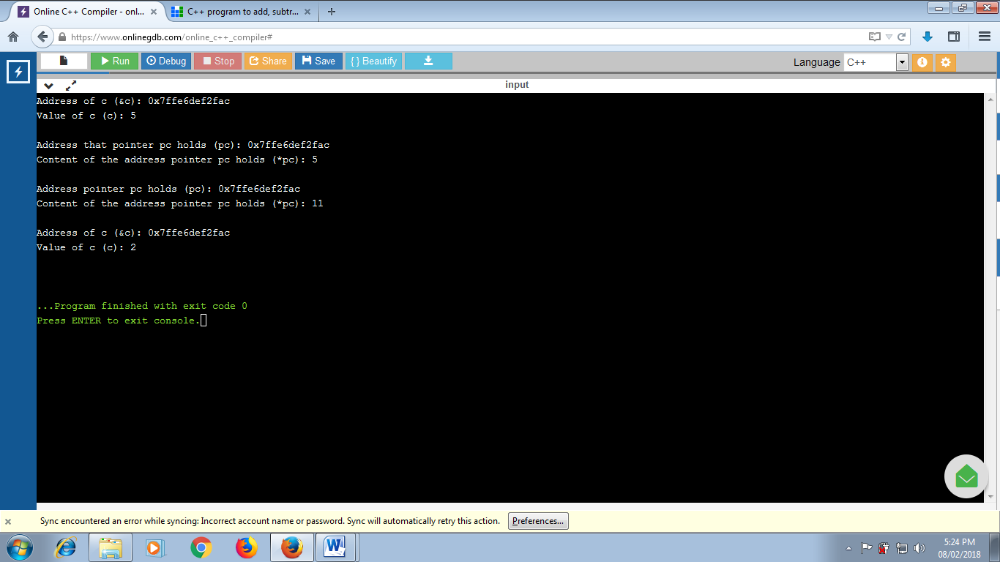 Online C++ Compiler - onl...
C++ program to add, subtr...
https://www.onlinegdb.com/online_c++_compiler#
Run Debug Stop Share Save { } Beautify Language C++
input
Address of c (&c): 0x7ffe6def2fac
Value of c (c): 5
Address that pointer pc holds (pc): 0x7ffe6def2fac
Content of the address pointer pc holds (*pc): 5
Address pointer pc holds (pc): 0x7ffe6def2fac
Content of the address pointer pc holds (*pc): 11
Address of c (&c): 0x7ffe6def2fac
Value of c (c): 2
...Program finished with exit code 0
Press ENTER to exit console.
Sync encountered an error while syncing: Incorrect account name or password. Sync will automatically retry this action. Preferences...
5:24 PM
08/02/2018